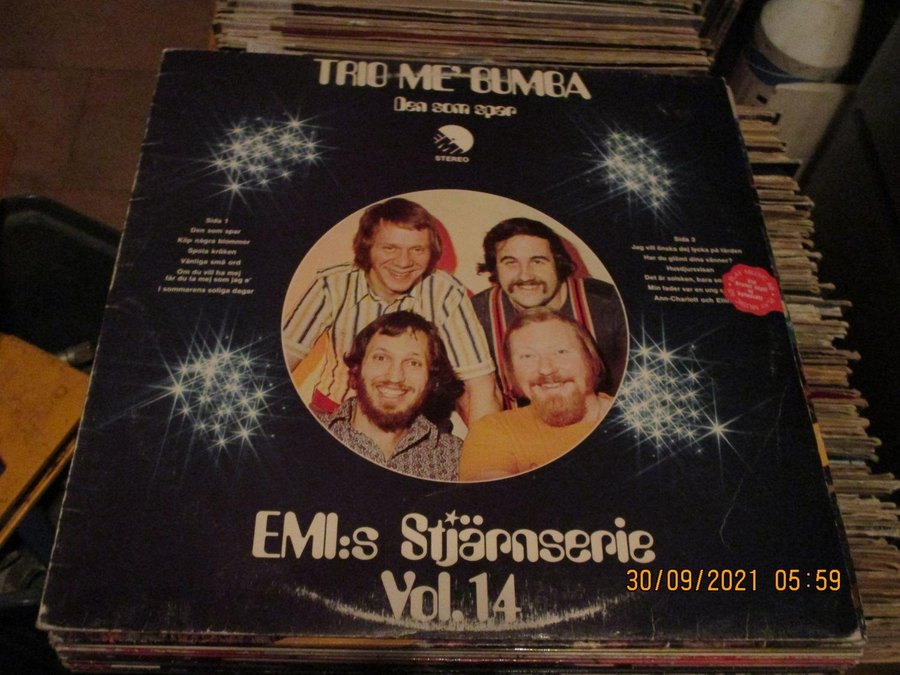 TRIO ME' BUMBA
Den som spar
EMI
STEREO
Sida 1
Den som spar
Köp några blommor
Spola kröken
Vänliga små ord
Om du vill ha mej
får du ta mej som jag e'
I sommarens soliga dagar
Sida 2
Jag vill önska dej lycka på färden
Har du glömt dina vänner?
Husdjursvisan
Det är solsken, bara
Min fader var en ung
Ann-Charlott och
EMI:s Stjärnserie
Vol. 14
30/09/2021 05:59